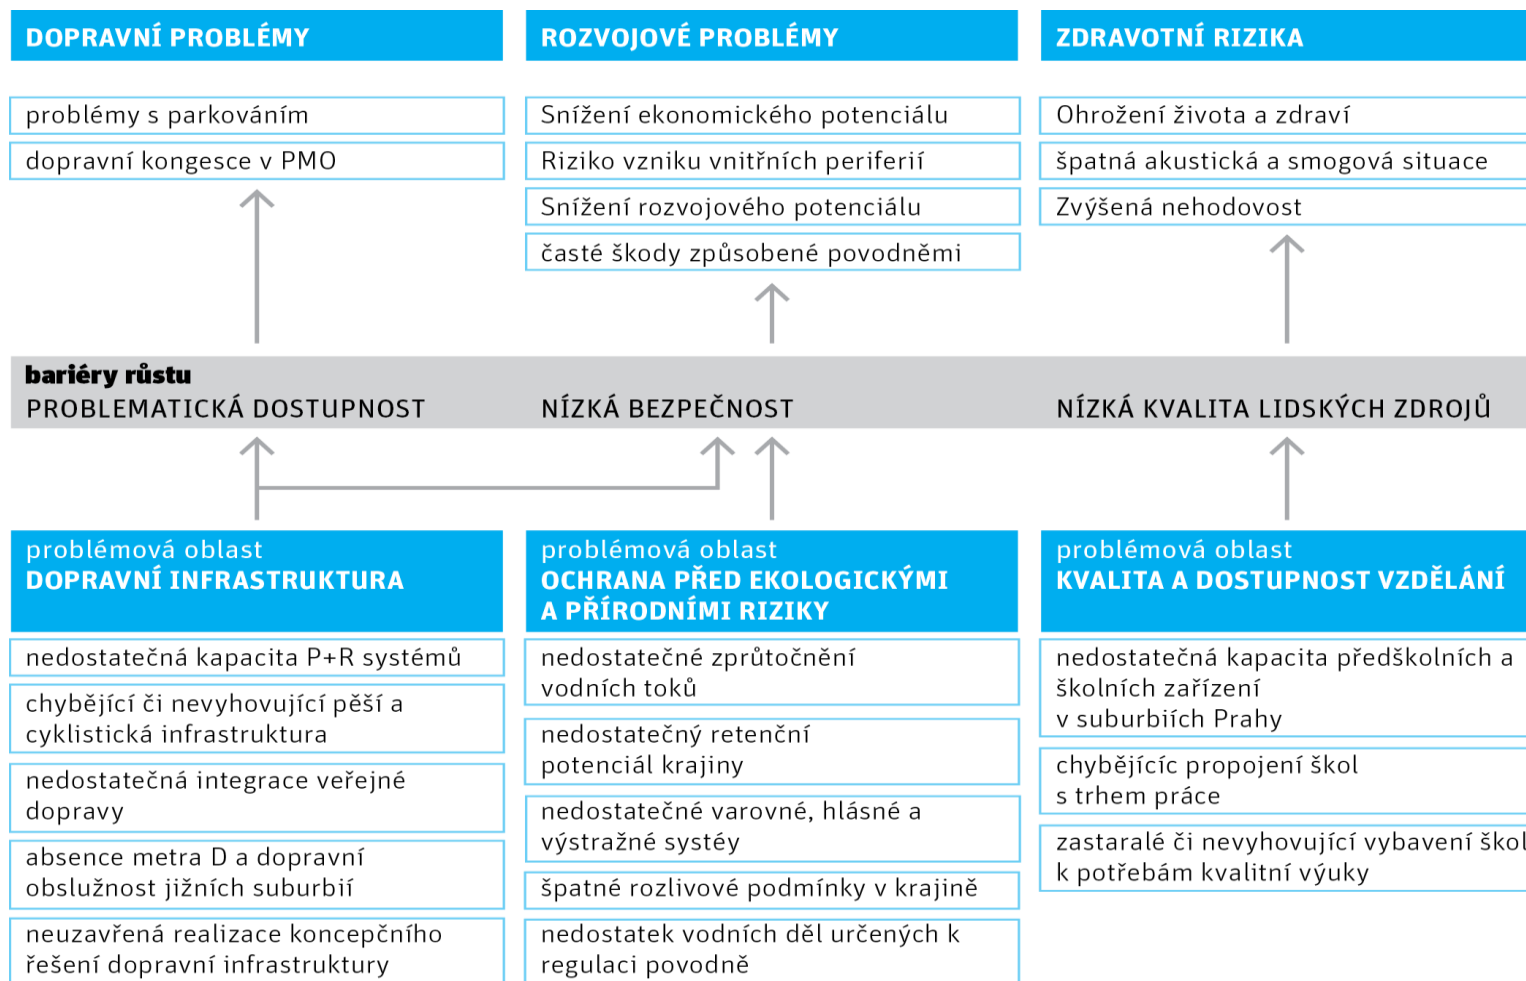 DOPRAVNÍ PROBLÉMY
problémy s parkováním
dopravní kongesce v PMO
ROZVOJOVÉ PROBLÉMY
Snížení ekonomického potenciálu
Riziko vzniku vnitřních periferií
Snížení rozvojového potenciálu
časté škody způsobené povodněmi
ZDRAVOTNÍ RIZIKA
Ohrožení života a zdraví
špatná akustická a smogová situace
Zvýšená nehodovost
bariéry růstu
PROBLEMATICKÁ DOSTUPNOST
NÍZKÁ BEZPEČNOST
NÍZKÁ KVALITA LIDSKÝCH ZDROJŮ
problémová oblast
DOPRAVNÍ INFRASTRUKTURA
nedostatečná kapacita P+R systémů
chybějící či nevyhovující pěší a
cyklistická infrastruktura
nedostatečná integrace veřejné
dopravy
absence metra D a dopravní
obslužnost jižních suburbií
neuzavřená realizace koncepčního
řešení dopravní infrastruktury
problémová oblast
OCHRANA PŘED EKOLOGICKÝMI
A PŘÍRODNÍMI RIZIKY
nedostatečné zprůtočnění
vodních toků
nedostatečný retenční
potenciál krajiny
nedostatečné varovné, hlásné a
výstražné systéy
špatné rozlivové podmínky v krajině
nedostatek vodních děl určených k
regulaci povodně
problémová oblast
KVALITA A DOSTUPNOST VZDĚLÁNÍ
nedostatečná kapacita předškolních a
školních zařízení
v suburbiích Prahy
chybějícíc propojení škol
s trhem práce
zastaralé či nevyhovující vybavení škol
k potřebám kvalitní výuky